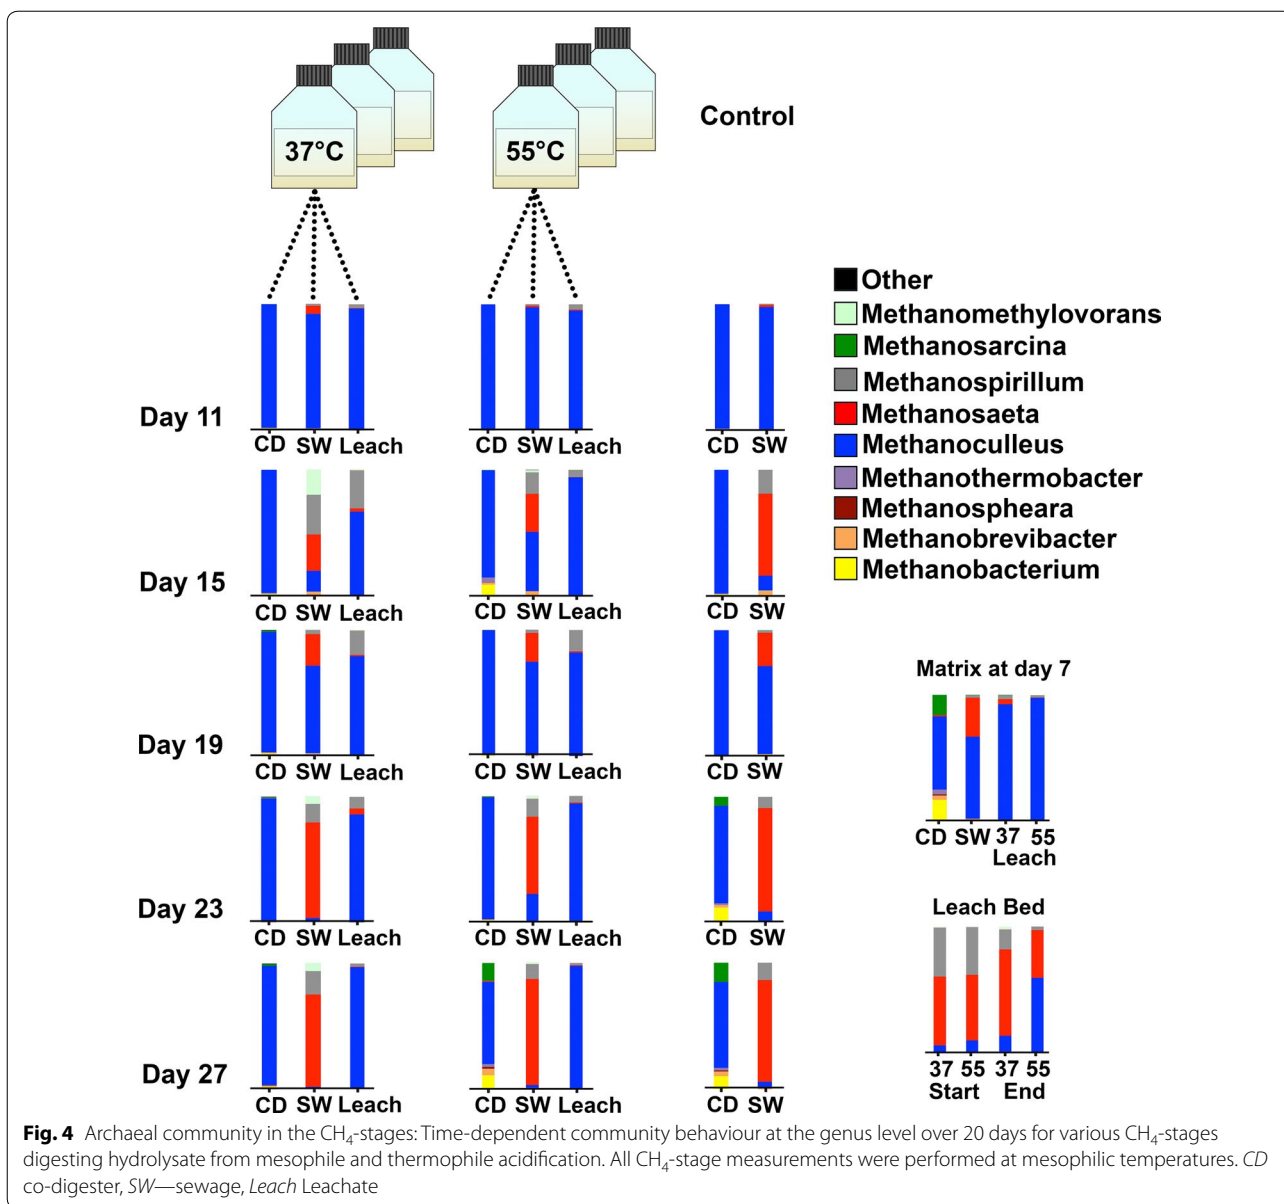 37°C
55°C
Control
Other
Methanomethylovorans
Methanosarcina
Methanospirillum
Methanosaeta
Methanoculleus
Methanothermobacter
Methanospheara
Methanobrevibacter
Methanobacterium
Day 11
CD SW Leach
CD SW Leach
CD SW
Day 15
CD SW Leach
CD SW Leach
CD SW
Day 19
CD SW Leach
CD SW Leach
CD SW
Day 23
CD SW Leach
CD SW Leach
CD SW
Day 27
CD SW Leach
CD SW Leach
CD SW
Matrix at day 7
CD SW 37 55
Leach
Leach Bed
37 55 37 55
Start End
Fig. 4 Archaeal community in the CH₄-stages: Time-dependent community behaviour at the genus level over 20 days for various CH₄-stages
digesting hydrolysate from mesophile and thermophile acidification. All CH₄-stage measurements were performed at mesophilic temperatures. CD
co-digester, SW—sewage, Leach Leachate